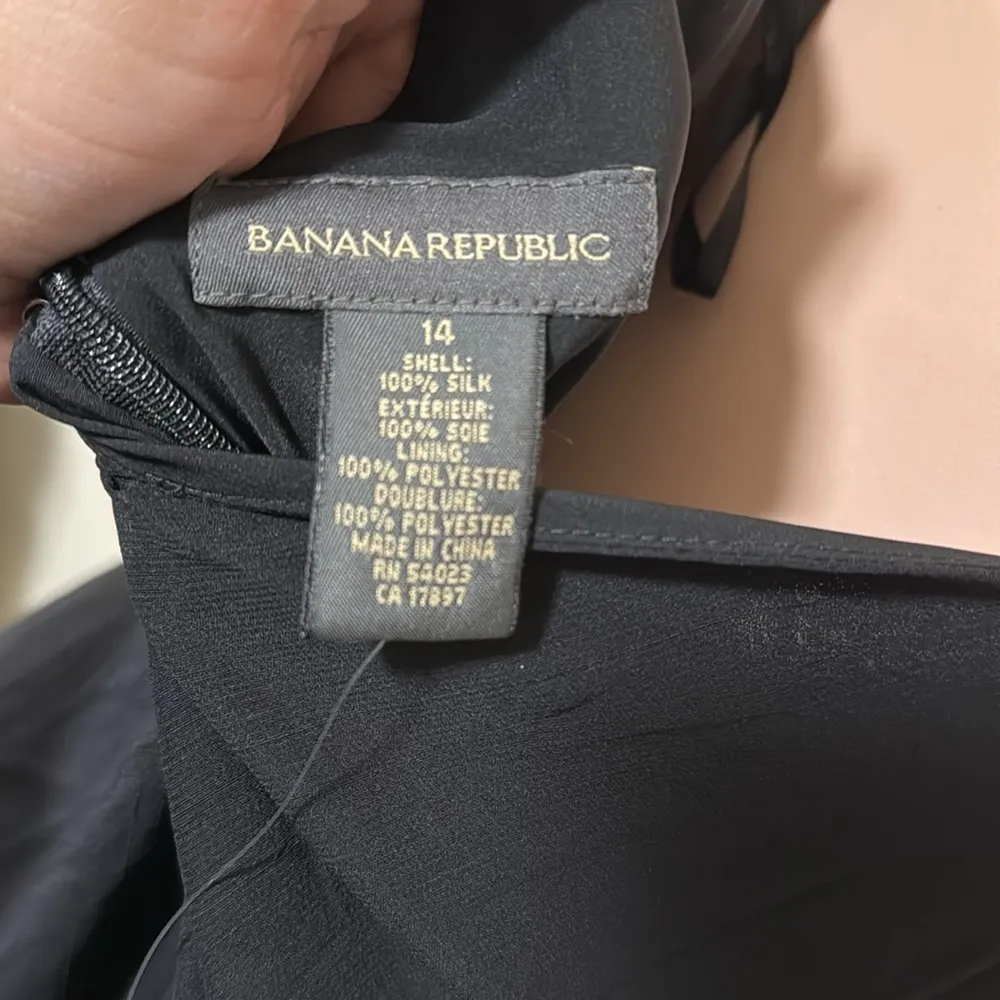 BANANA REPUBLIC
14
SHELL:
100% SILK
EXTÉRIEUR:
100% SOIE
LINING:
100% POLYESTER
DOUBLURE:
100% POLYESTER
MADE IN CHINA
RN 54023
CA 17897